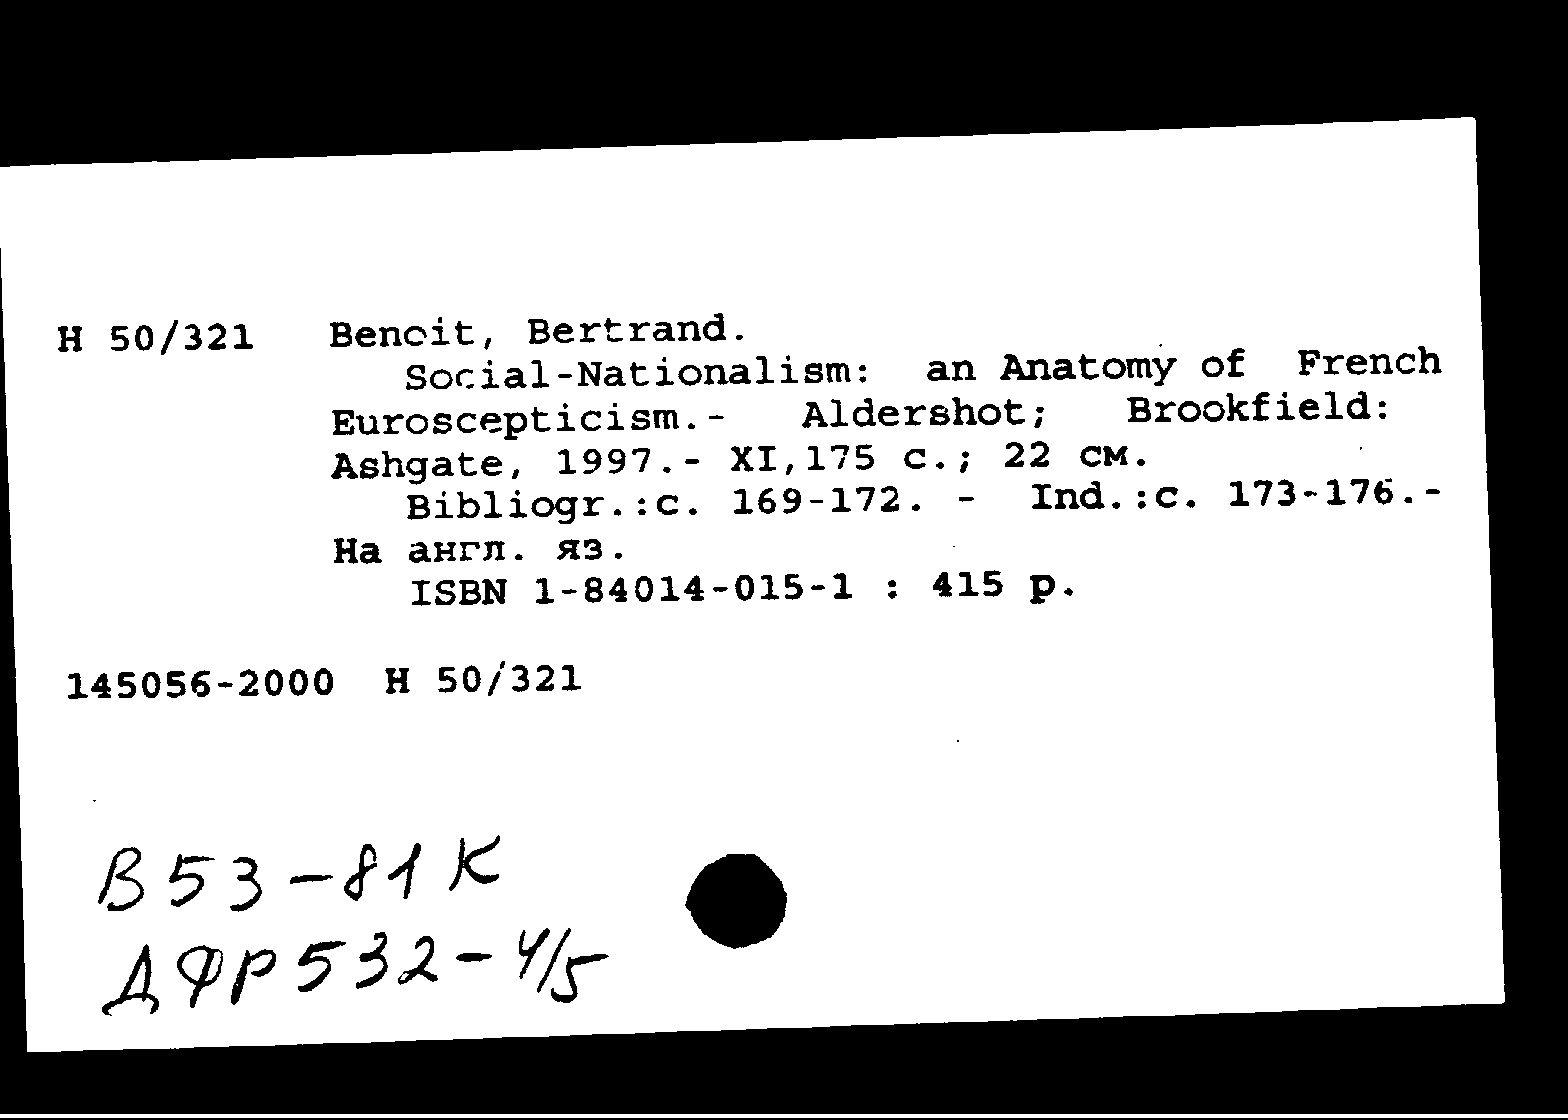 Н 50/321 Benoit, Bertrand.
Social-Nationalism: an Anatomy of French
Euroscepticism.- Aldershot; Brookfield:
Ashgate, 1997.- XI,175 с.; 22 см.
Bibliogr.:с. 169-172. - Ind.:с. 173-176.-
На англ. яз.
ISBN 1-84014-015-1 : 415 р.
145056-2000 Н 50/321
В53-81К
ДФР532-4/5